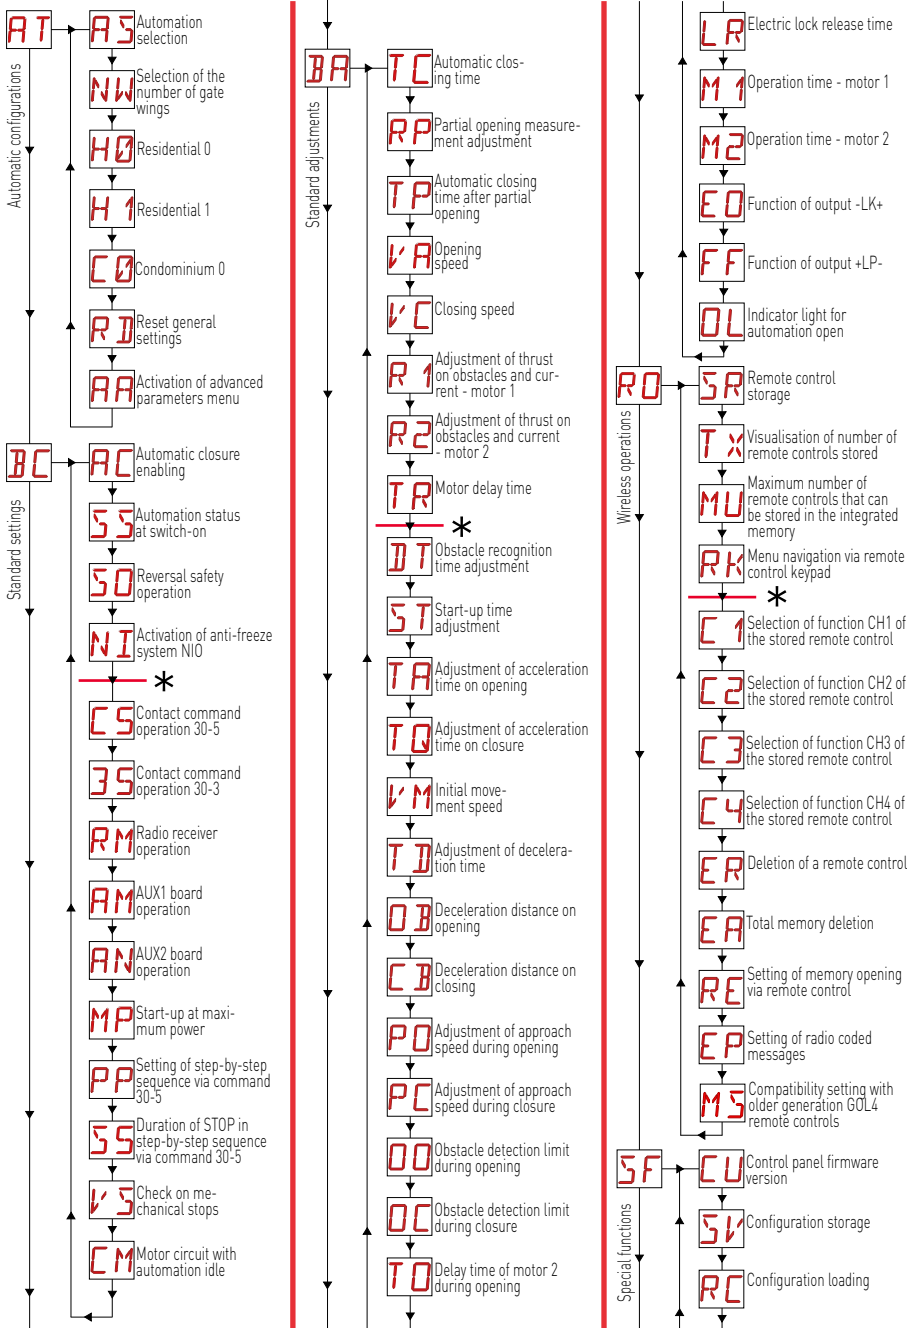 AT
Automatic configurations
AS
Automation
selection
NW
Selection of the
number of gate
wings
H0
Residential 0
H1
Residential 1
C0
Condominium 0
RD
Reset general
settings
AA
Activation of advanced
parameters menu
BC
Standard settings
AC
Automatic closure
enabling
SS
Automation status
at switch-on
SO
Reversal safety
operation
NI
Activation of anti-freeze
system NIO
*
CS
Contact command
operation 30-5
3S
Contact command
operation 30-3
RM
Radio receiver
operation
AM
AUX1 board
operation
AN
AUX2 board
operation
MP
Start-up at maxi-
mum power
PP
Setting of step-by-step
sequence via command
30-5
SS
Duration of STOP in
step-by-step sequence
via command 30-5
VS
Check on me-
chanical stops
CM
Motor circuit with
automation idle
BA
Standard adjustments
TC
Automatic clos-
ing time
RP
Partial opening measure-
ment adjustment
TP
Automatic closing
time after partial
opening
VA
Opening
speed
VC
Closing speed
R1
Adjustment of thrust
on obstacles and cur-
rent - motor 1
R2
Adjustment of thrust on
obstacles and current
- motor 2
TR
Motor delay time
*
DT
Obstacle recognition
time adjustment
ST
Start-up time
adjustment
TA
Adjustment of acceleration
time on opening
TQ
Adjustment of acceleration
time on closure
VM
Initial move-
ment speed
TD
Adjustment of decelera-
tion time
OB
Deceleration distance on
opening
CB
Deceleration distance on
closing
PO
Adjustment of approach
speed during opening
PC
Adjustment of approach
speed during closure
OO
Obstacle detection limit
during opening
OC
Obstacle detection limit
during closure
TO
Delay time of motor 2
during opening
LR
Electric lock release time
M1
Operation time - motor 1
M2
Operation time - motor 2
EO
Function of output -LK+
FF
Function of output +LP-
OL
Indicator light for
automation open
RO
Wireless operations
SR
Remote control
storage
TX
Visualisation of number of
remote controls stored
MU
Maximum number of
remote controls that can
be stored in the integrated
memory
RK
Menu navigation via remote
control keypad
*
C1
Selection of function CH1 of
the stored remote control
C2
Selection of function CH2 of
the stored remote control
C3
Selection of function CH3 of
the stored remote control
C4
Selection of function CH4 of
the stored remote control
ER
Deletion of a remote control
EA
Total memory deletion
RE
Setting of memory opening
via remote control
EP
Setting of radio coded
messages
MS
Compatibility setting with
older generation GOL4
remote controls
SF
Special functions
CU
Control panel firmware
version
SV
Configuration storage
RC
Configuration loading